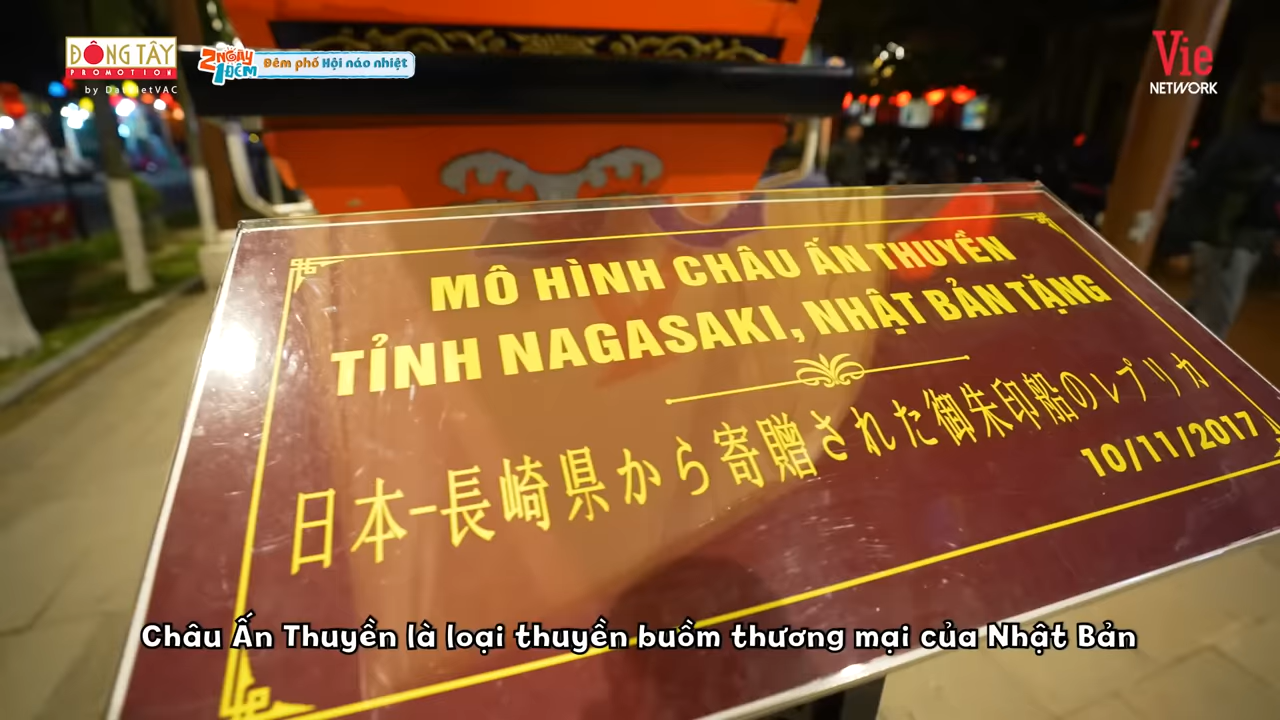 ĐÔNG TÂY
PROMOTION
by DatVietVAC
2 NGÀY 1 ĐÊM
Đêm phố Hội náo nhiệt
Vie
NETWORK
MÔ HÌNH CHÂU ẤN THUYỀN
TỈNH NAGASAKI, NHẬT BẢN TẶNG
日本-長崎県から寄贈された御朱印船のレプリカ
10/11/2017
Châu Ấn Thuyền là loại thuyền buồm thương mại của Nhật Bản